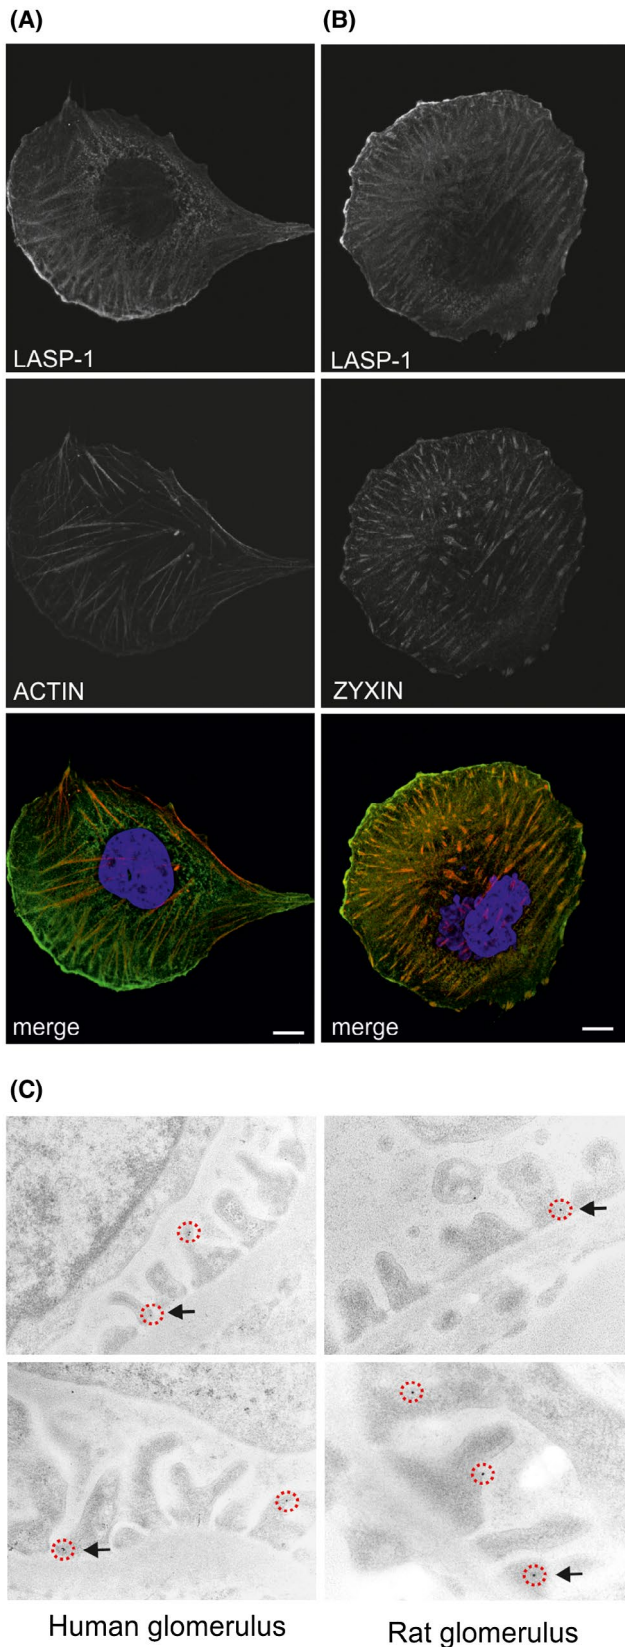 (A)
(B)
LASP-1
LASP-1
ACTIN
ZYXIN
merge
merge
(C)
Human glomerulus
Rat glomerulus